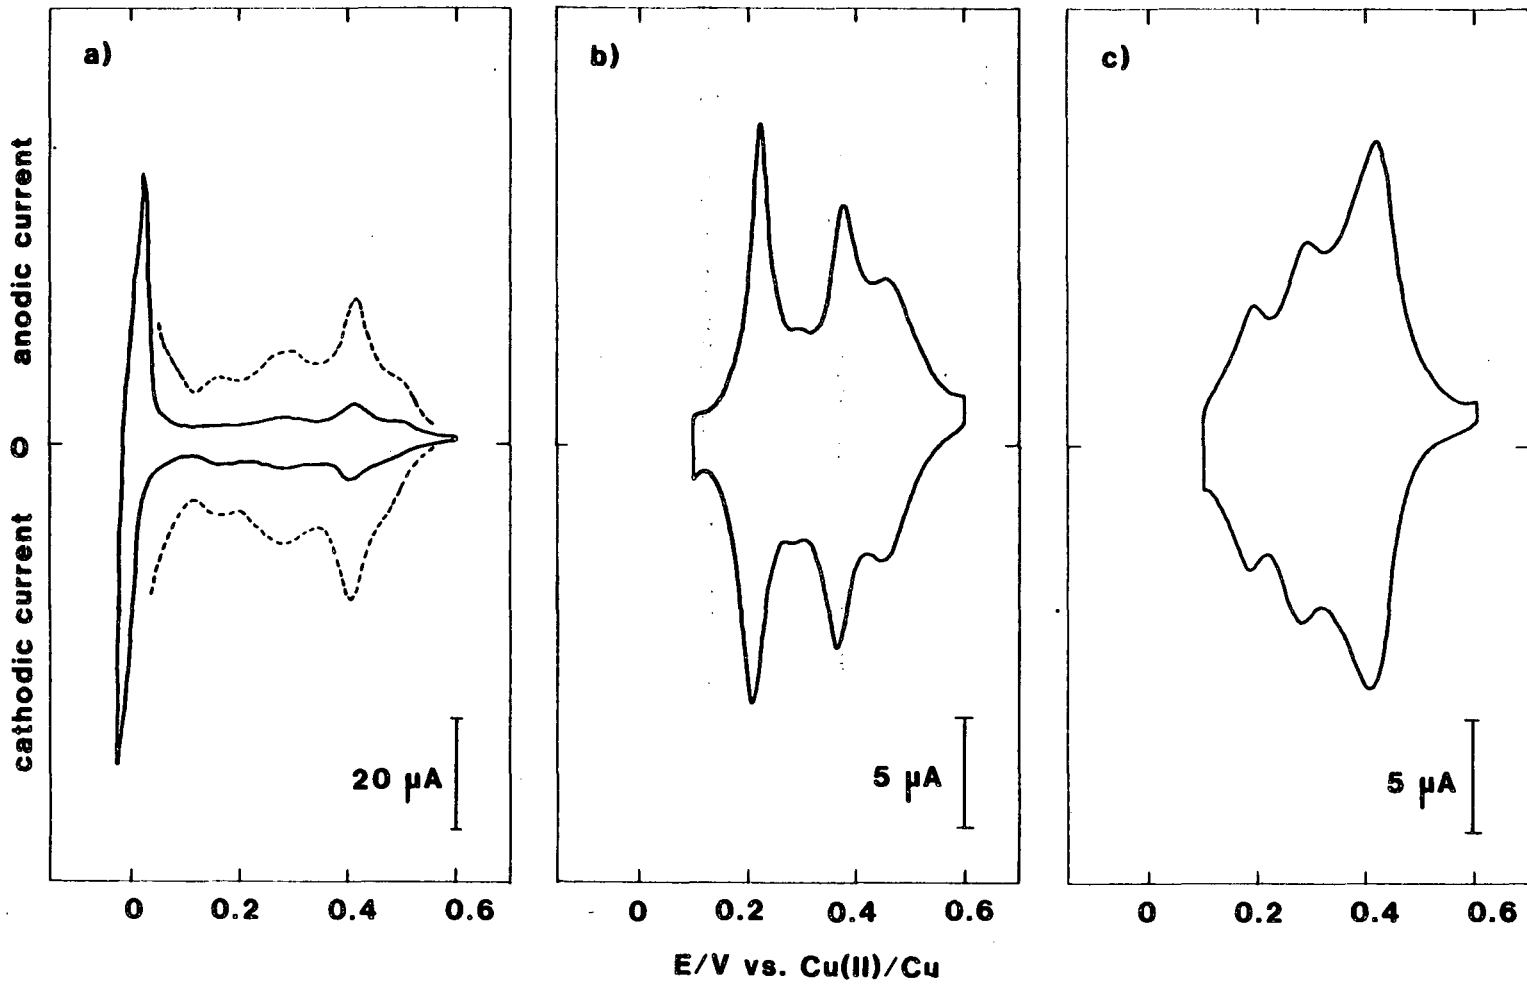 a)
b)
c)
anodic current
0
cathodic current
20 µA
5 µA
5 µA
0 0.2 0.4 0.6
0 0.2 0.4 0.6
0 0.2 0.4 0.6
E/V vs. Cu(II)/Cu